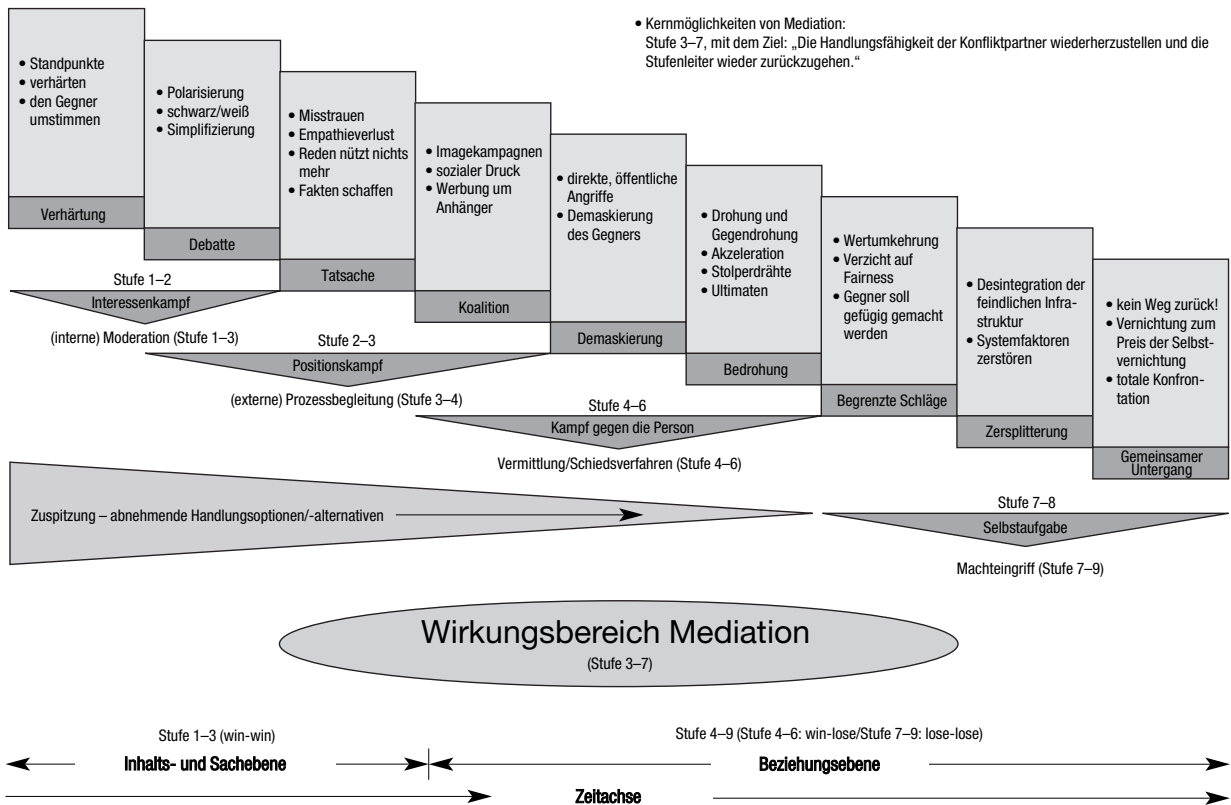 • Kernmöglichkeiten von Mediation:
Stufe 3–7, mit dem Ziel: „Die Handlungsfähigkeit der Konfliktpartner wiederherzustellen und die
Stufenleiter wieder zurückzugehen.“
• Standpunkte
• verhärten
• den Gegner
umstimmen
Verhärtung
• Polarisierung
• schwarz/weiß
• Simplifizierung
Debatte
• Misstrauen
• Empathieverlust
• Reden nützt nichts
mehr
• Fakten schaffen
Tatsache
• Imagekampagnen
• sozialer Druck
• Werbung um
Anhänger
Koalition
• direkte, öffentliche
Angriffe
• Demaskierung
des Gegners
Demaskierung
• Drohung und
Gegendrohung
• Akzeleration
• Stolperdrähte
• Ultimaten
Bedrohung
• Wertumkehrung
• Verzicht auf
Fairness
• Gegner soll
gefügig gemacht
werden
Begrenzte Schläge
• Desintegration der
feindlichen Infra-
struktur
• Systemfaktoren
zerstören
Zersplitterung
• kein Weg zurück!
• Vernichtung zum
Preis der Selbst-
vernichtung
• totale Konfron-
tation
Gemeinsamer
Untergang
Stufe 1–2
Interessenkampf
(interne) Moderation (Stufe 1–3)
Stufe 2–3
Positionskampf
(externe) Prozessbegleitung (Stufe 3–4)
Stufe 4–6
Kampf gegen die Person
Vermittlung/Schiedsverfahren (Stufe 4–6)
Stufe 7–8
Selbstaufgabe
Machteingriff (Stufe 7–9)
Zuspitzung – abnehmende Handlungsoptionen/-alternativen
Wirkungsbereich Mediation
(Stufe 3–7)
Stufe 1–3 (win-win)
Inhalts- und Sachebene
Stufe 4–9 (Stufe 4–6: win-lose/Stufe 7–9: lose-lose)
Beziehungsebene
Zeitachse